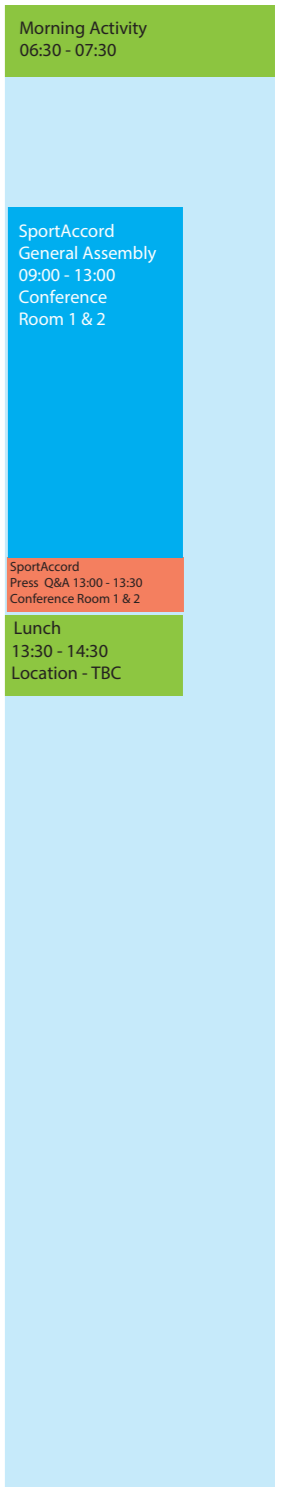 Morning Activity
06:30 - 07:30
SportAccord
General Assembly
09:00 - 13:00
Conference
Room 1 & 2
SportAccord
Press Q&A 13:00 - 13:30
Conference Room 1 & 2
Lunch
13:30 - 14:30
Location - TBC